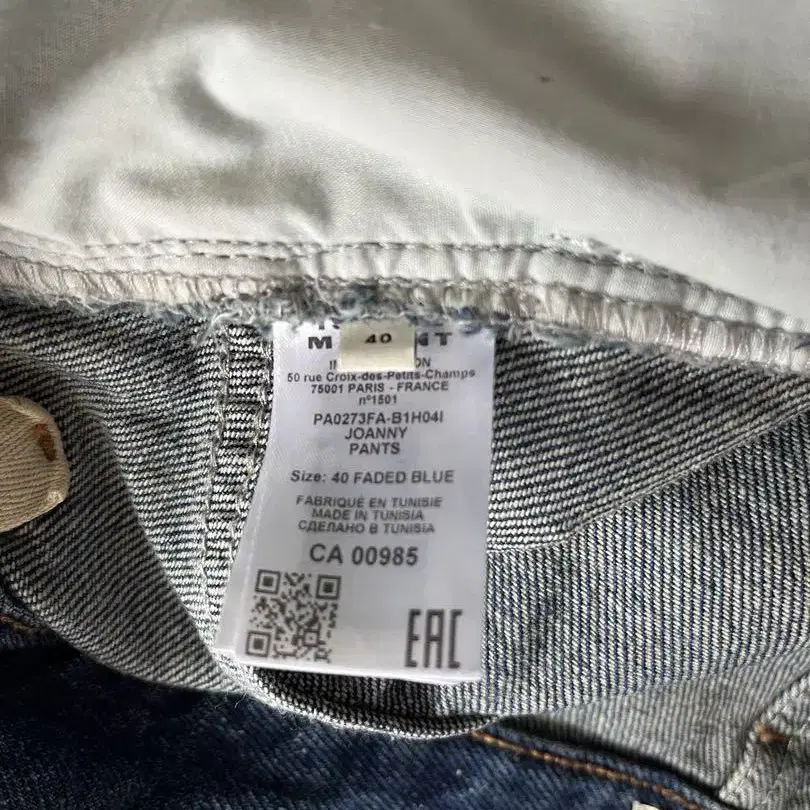 40
50 rue Croix-des-Petits-Champs
75001 PARIS - FRANCE
n°1501
PA0273FA-B1H04I
JOANNY
PANTS
Size: 40 FADED BLUE
FABRIQUÉ EN TUNISIE
MADE IN TUNISIA
СДЕЛАНО В TUNISIA
CA 00985
EAC